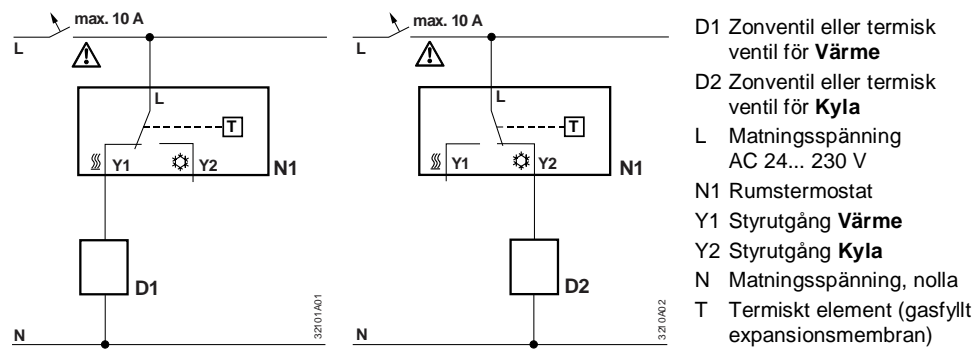 max. 10 A
L
L
T
Y1
Y2
N1
D1
N
32101A01
max. 10 A
L
L
T
Y1
Y2
N1
D2
N
3210A02
D1 Zonventil eller termisk
ventil för Värme
D2 Zonventil eller termisk
ventil för Kyla
L Matningsspänning
AC 24... 230 V
N1 Rumstermostat
Y1 Styrutgång Värme
Y2 Styrutgång Kyla
N Matningsspänning, nolla
T Termiskt element (gasfyllt
expansionsmembran)